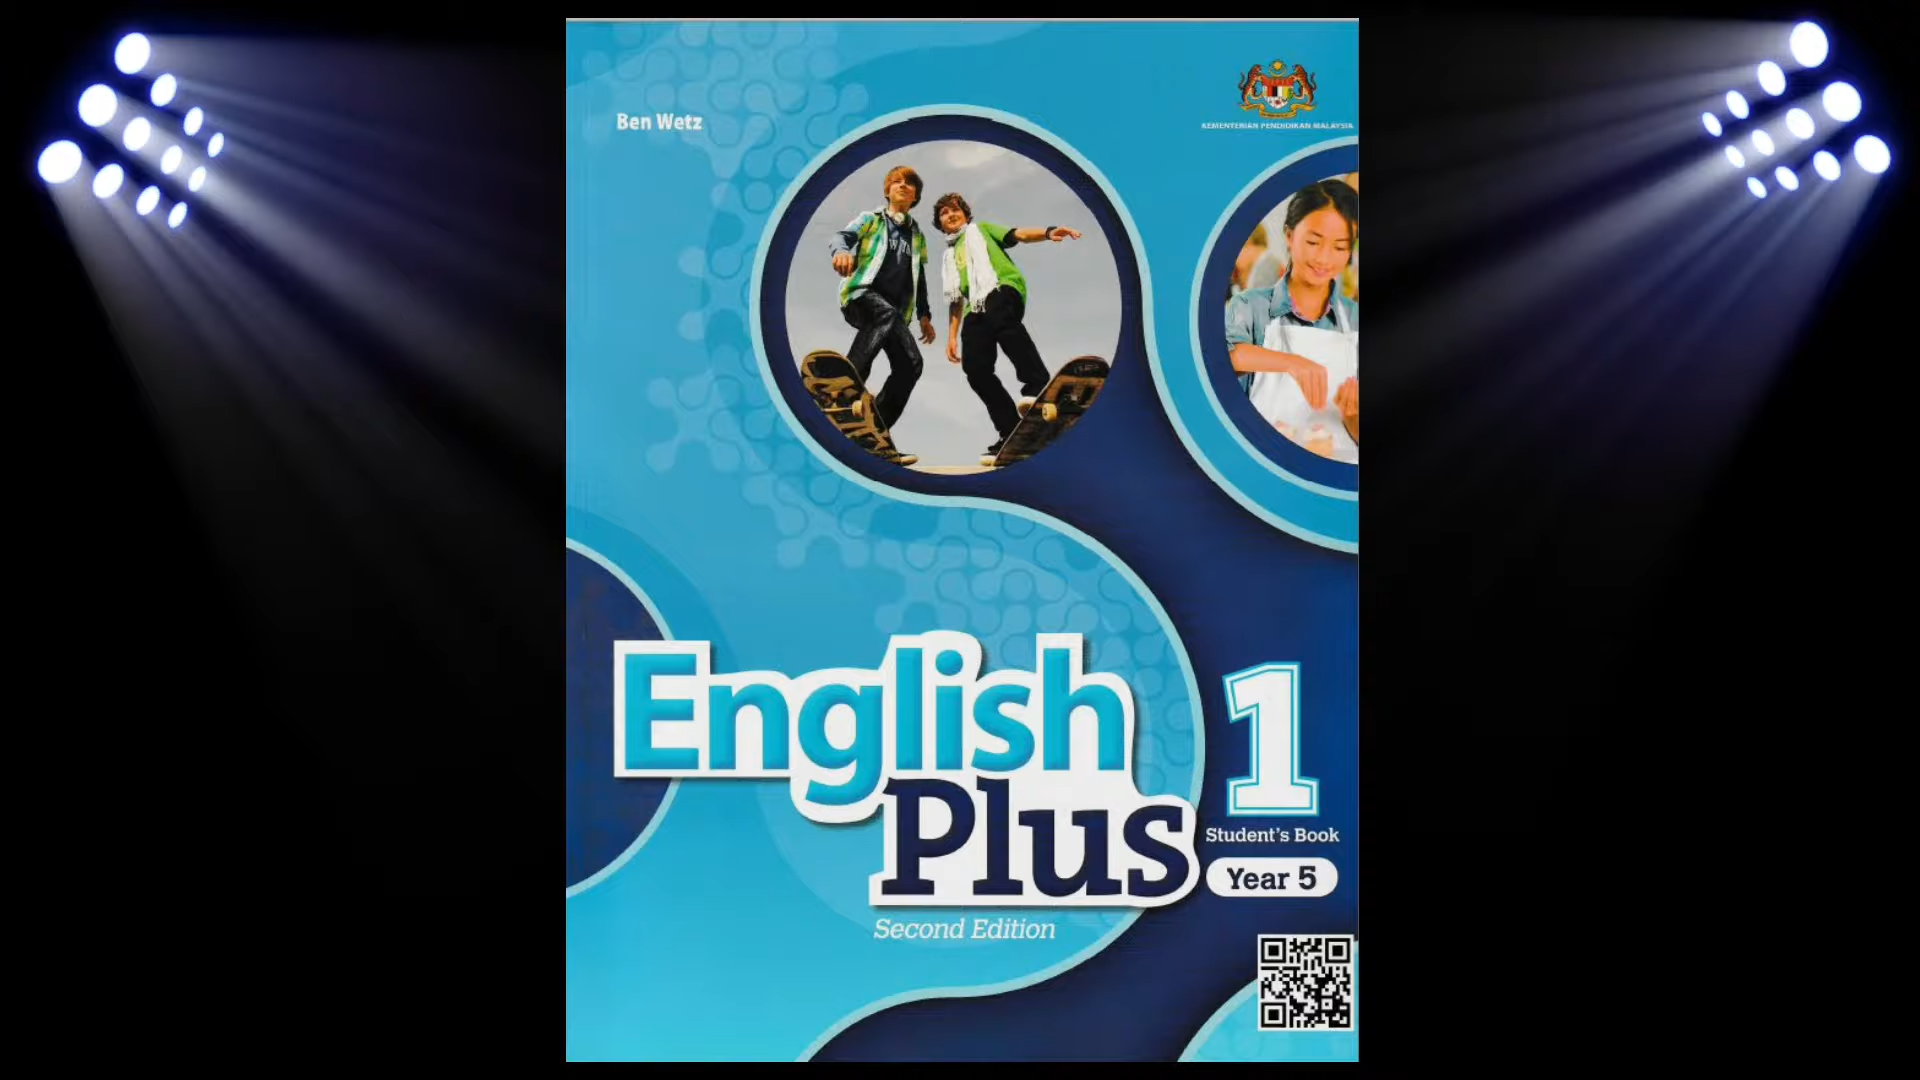 Ben Wetz
KEMENTERIAN PENDIDIKAN MALAYSIA
English
Plus
1
Student's Book
Year 5
Second Edition